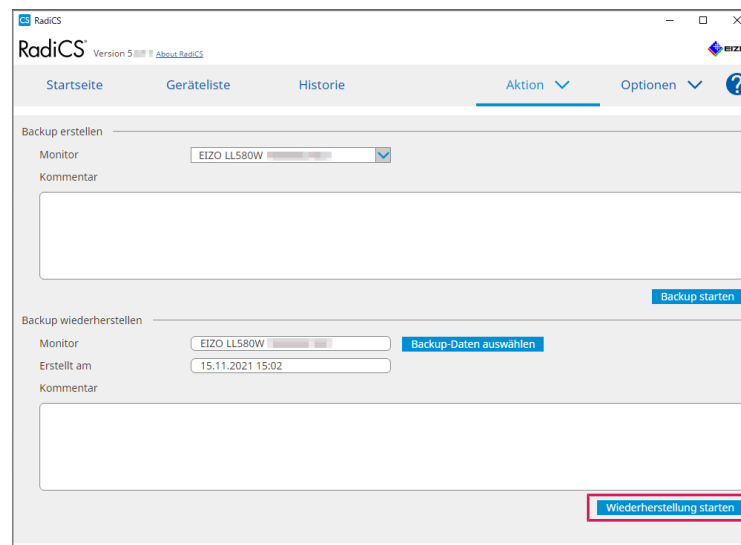 CS RadiCS
RadiCS® Version 5. About RadiCS
EIZ
Startseite Geräteliste Historie Aktion Optionen ?
Backup erstellen
Monitor EIZO LL580W
Kommentar
Backup starten
Backup wiederherstellen
Monitor EIZO LL580W Backup-Daten auswählen
Erstellt am 15.11.2021 15:02
Kommentar
Wiederherstellung starten